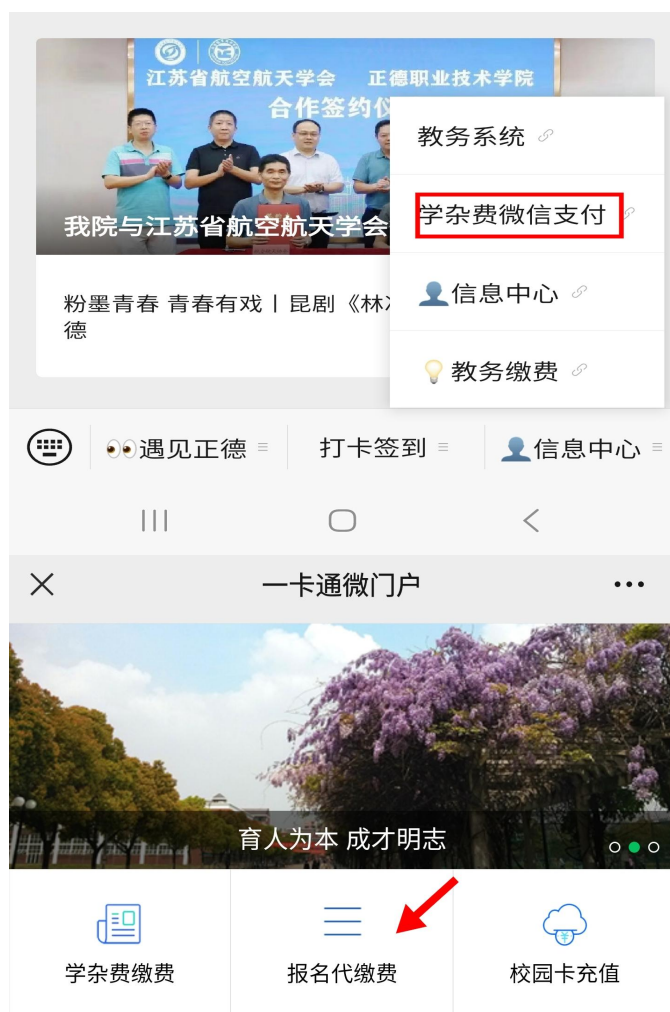 江苏省航空航天学会 正德职业技术学院
合作签约仪
教务系统
学杂费微信支付
我院与江苏省航空航天学会
信息中心
粉墨青春 青春有戏丨昆剧《林
德
教务缴费
遇见正德
打卡签到
信息中心
一卡通微门户
育人为本 成才明志
学杂费缴费
报名代缴费
校园卡充值